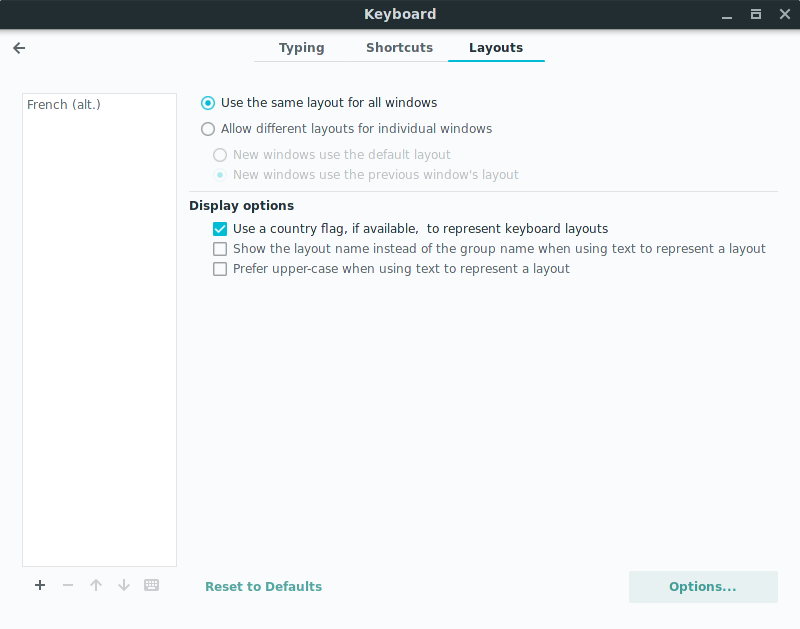 Keyboard
Typing Shortcuts Layouts
French (alt.)
Use the same layout for all windows
Allow different layouts for individual windows
New windows use the default layout
New windows use the previous window's layout
Display options
Use a country flag, if available,  to represent keyboard layouts
Show the layout name instead of the group name when using text to represent a layout
Prefer upper-case when using text to represent a layout
Reset to Defaults
Options...